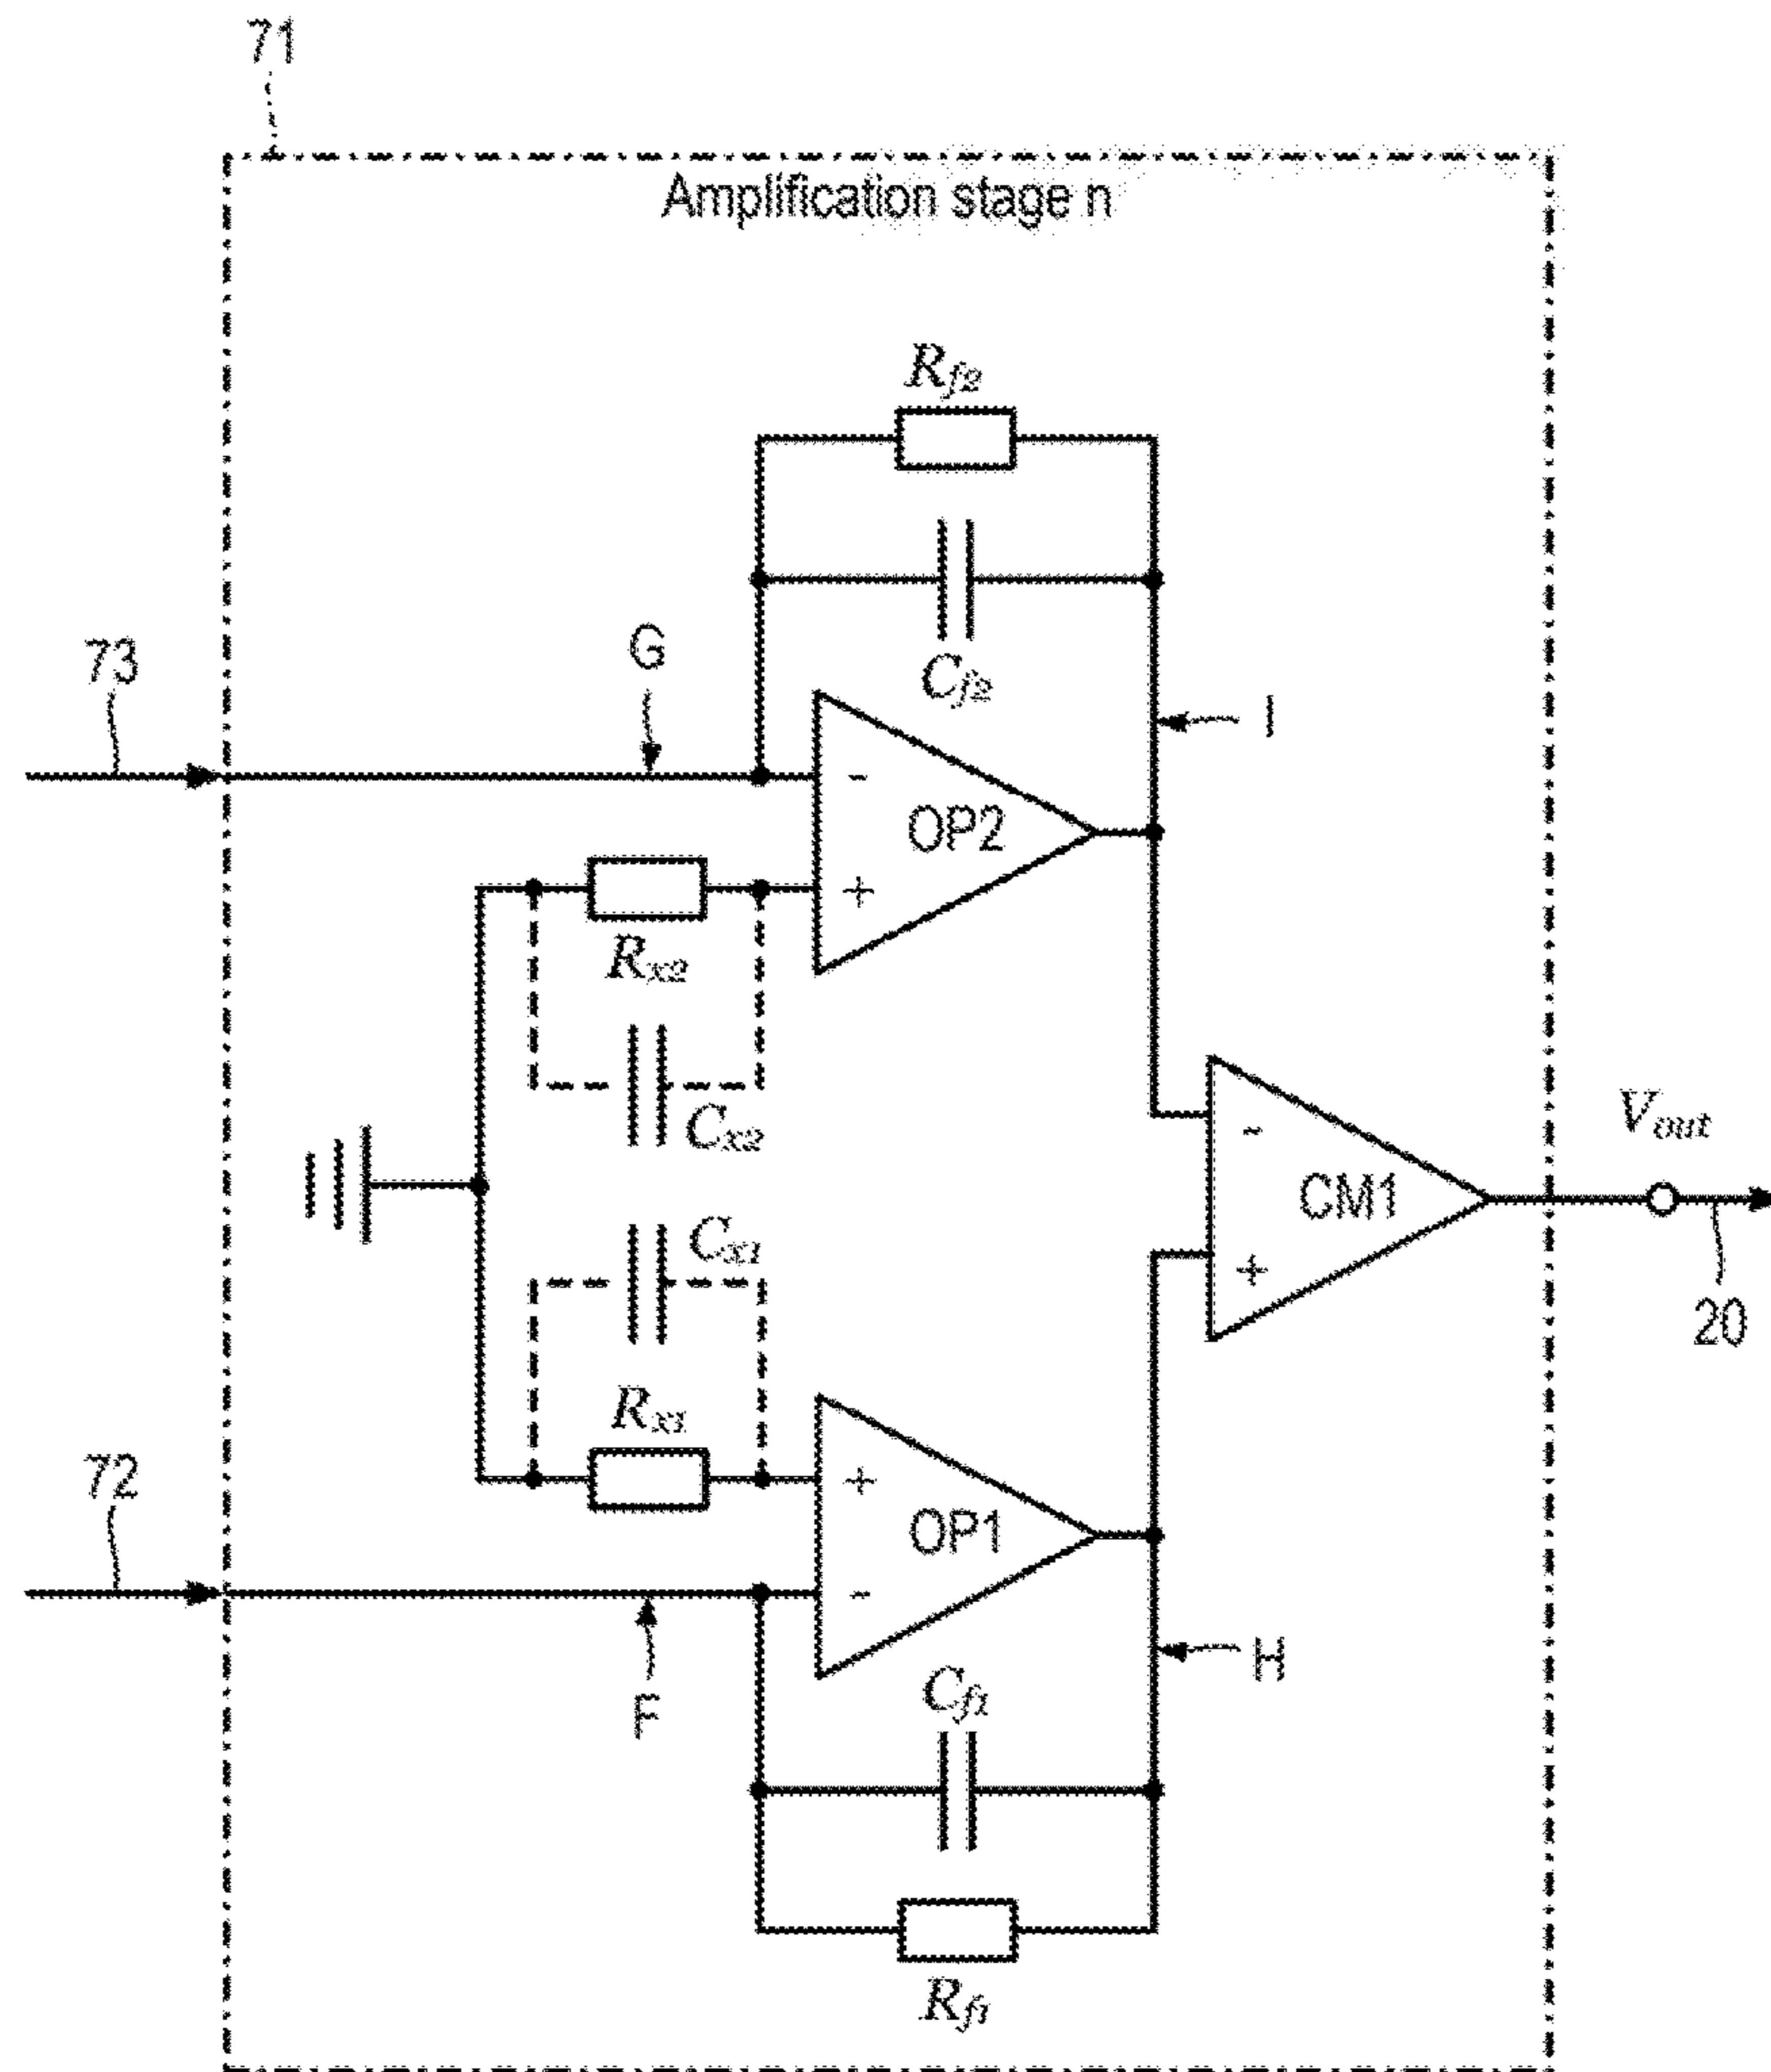 71
Amplification stage n
Rf2
Cf2
73
G
I
-
OP2
+
Rx2
Cx2
Vout
-
CM1
+
20
Cx1
Rx1
72
+
OP1
-
F
H
Cf1
Rf1